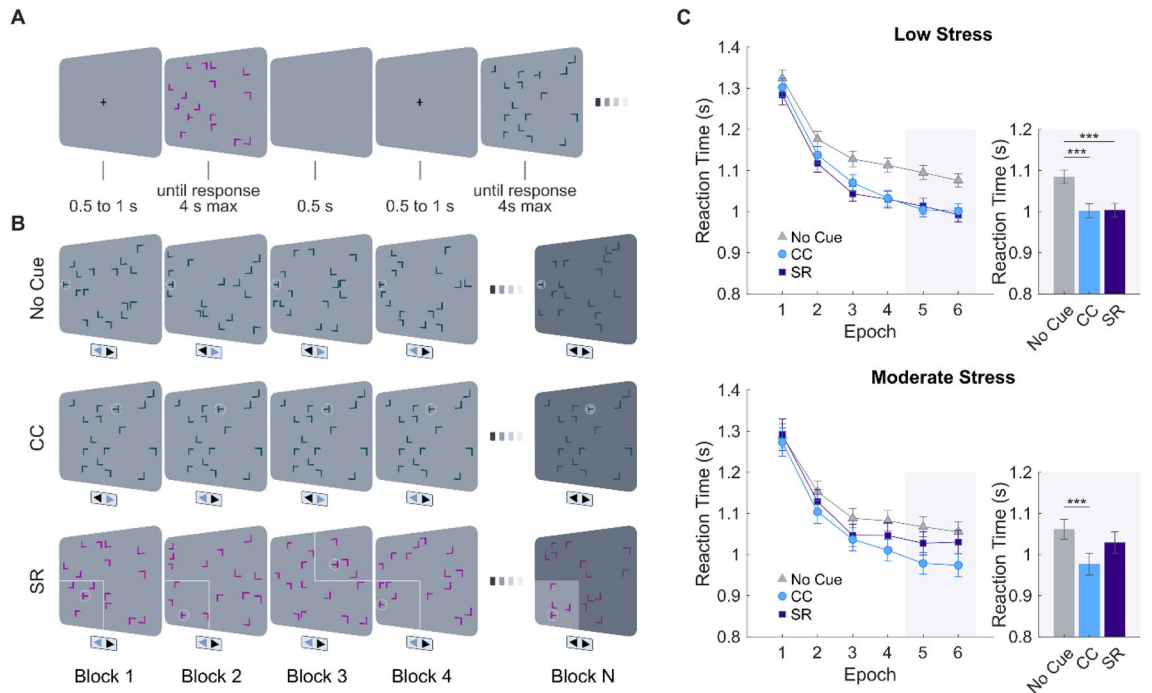 A
+
+
0.5 to 1 s
until response
4 s max
0.5 s
0.5 to 1 s
until response
4s max
B
No Cue
CC
SR
Block 1
Block 2
Block 3
Block 4
Block N
C
Low Stress
Reaction Time (s)
1.4
1.3
1.2
1.1
1
0.9
0.8
No Cue
CC
SR
1 2 3 4 5 6
Epoch
Reaction Time (s)
1.2
1.1
1
0.9
0.8
***
***
No Cue
CC
SR
Moderate Stress
Reaction Time (s)
1.4
1.3
1.2
1.1
1
0.9
0.8
No Cue
CC
SR
1 2 3 4 5 6
Epoch
Reaction Time (s)
1.2
1.1
1
0.9
0.8
***
No Cue
CC
SR